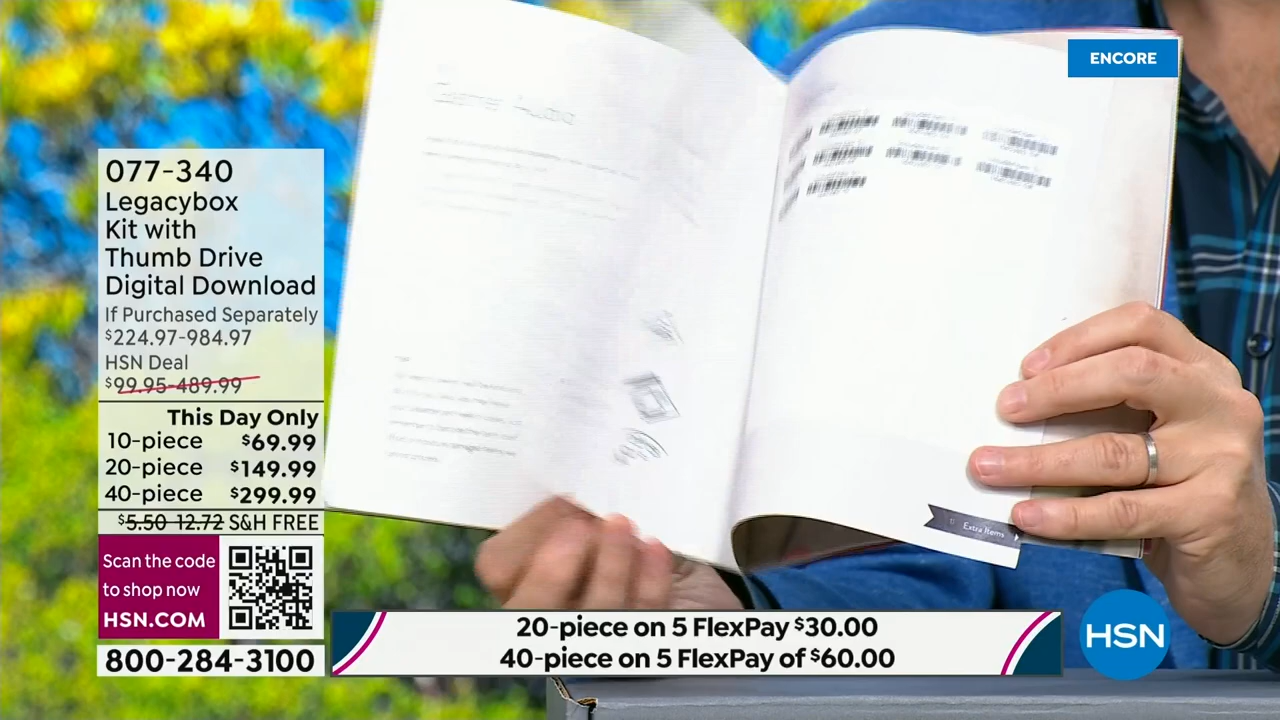 ENCORE
077-340
Legacybox
Kit with
Thumb Drive
Digital Download
If Purchased Separately
$224.97-984.97
HSN Deal
$99.95-489.99
This Day Only
10-piece $69.99
20-piece $149.99
40-piece $299.99
$5.50-12.72 S&H FREE
Scan the code
to shop now
HSN.COM
800-284-3100
Extra Items
20-piece on 5 FlexPay $30.00
40-piece on 5 FlexPay of $60.00
HSN